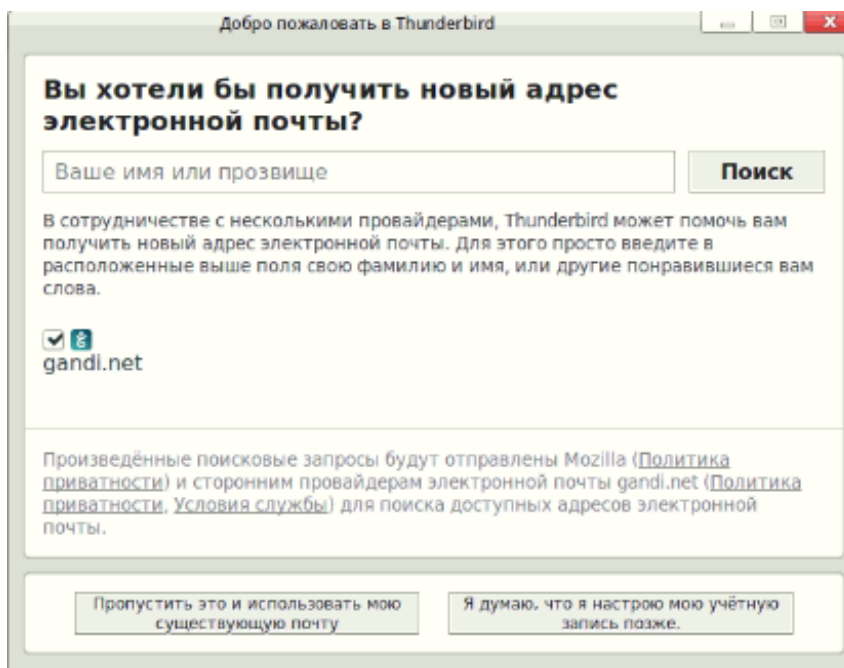 Добро пожаловать в Thunderbird
Вы хотели бы получить новый адрес
электронной почты?
Ваше имя или прозвище
Поиск
В сотрудничестве с несколькими провайдерами, Thunderbird может помочь вам
получить новый адрес электронной почты. Для этого просто введите в
расположенные выше поля свою фамилию и имя, или другие понравившиеся вам
слова.
gandi.net
Произведённые поисковые запросы будут отправлены Mozilla (Политика
приватности) и сторонним провайдерам электронной почты gandi.net (Политика
приватности, Условия службы) для поиска доступных адресов электронной
почты.
Пропустить это и использовать мою
существующую почту
Я думаю, что я настрою мою учётную
запись позже.